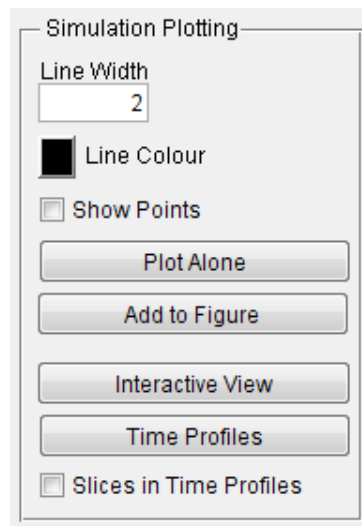 Simulation Plotting
Line Width
2
Line Colour
Show Points
Plot Alone
Add to Figure
Interactive View
Time Profiles
Slices in Time Profiles